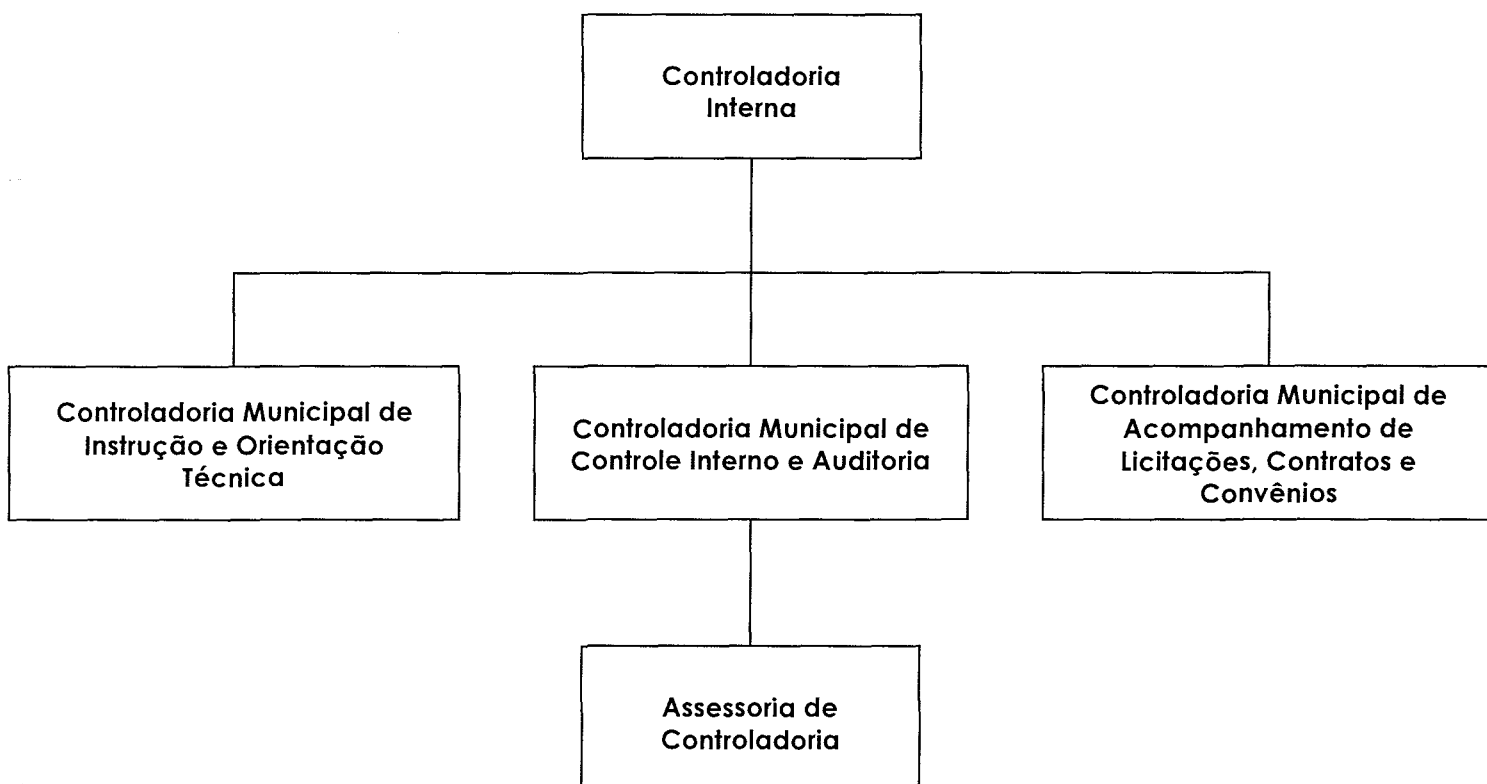 Controladoria
Interna
Controladoria Municipal de
Instrução e Orientação
Técnica
Controladoria Municipal de
Controle Interno e Auditoria
Controladoria Municipal de
Acompanhamento de
Licitações, Contratos e
Convênios
Assessoria de
Controladoria